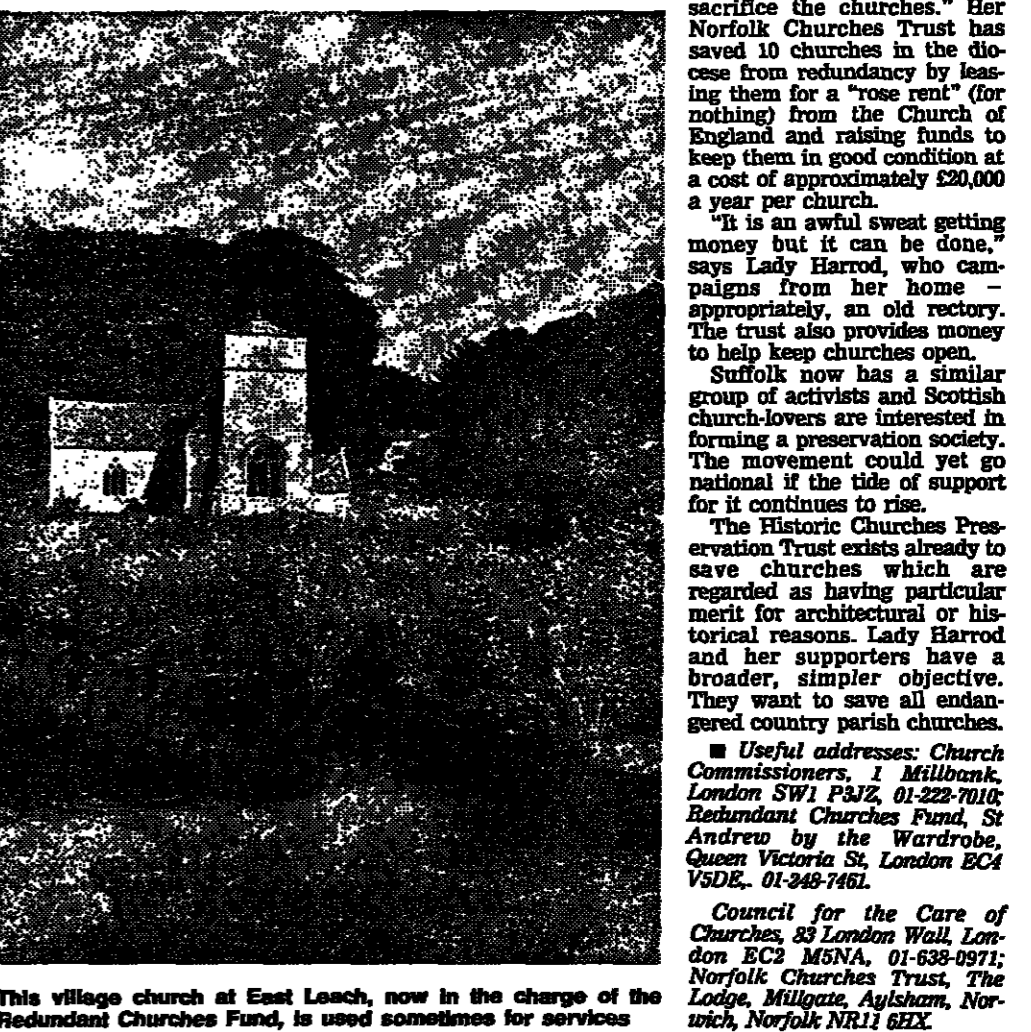 sacrifice the churches." Her
Norfolk Churches Trust has
saved 10 churches in the dio-
cese from redundancy by leas-
ing them for a "rose rent" (for
nothing) from the Church of
England and raising funds to
keep them in good condition at
a cost of approximately £20,000
a year per church.
"It is an awful sweat getting
money but it can be done,"
says Lady Harrod, who cam-
paigns from her home –
appropriately, an old rectory.
The trust also provides money
to help keep churches open.
Suffolk now has a similar
group of activists and Scottish
church-lovers are interested in
forming a preservation society.
The movement could yet go
national if the tide of support
for it continues to rise.
The Historic Churches Pres-
ervation Trust exists already to
save churches which are
regarded as having particular
merit for architectural or his-
torical reasons. Lady Harrod
and her supporters have a
broader, simpler objective.
They want to save all endan-
gered country parish churches.
■ Useful addresses: Church
Commissioners, 1 Millbank,
London SW1 P3JZ, 01-222-7010;
Redundant Churches Fund, St
Andrew by the Wardrobe,
Queen Victoria St, London EC4
V5DE,. 01-248-7461.
Council for the Care of
Churches, 83 London Wall, Lon-
don EC2 M5NA, 01-638-0971;
Norfolk Churches Trust, The
Lodge, Millgate, Aylsham, Nor-
wich, Norfolk NR11 6HX.
This village church at East Leach, now in the charge of the
Redundant Churches Fund, is used sometimes for services